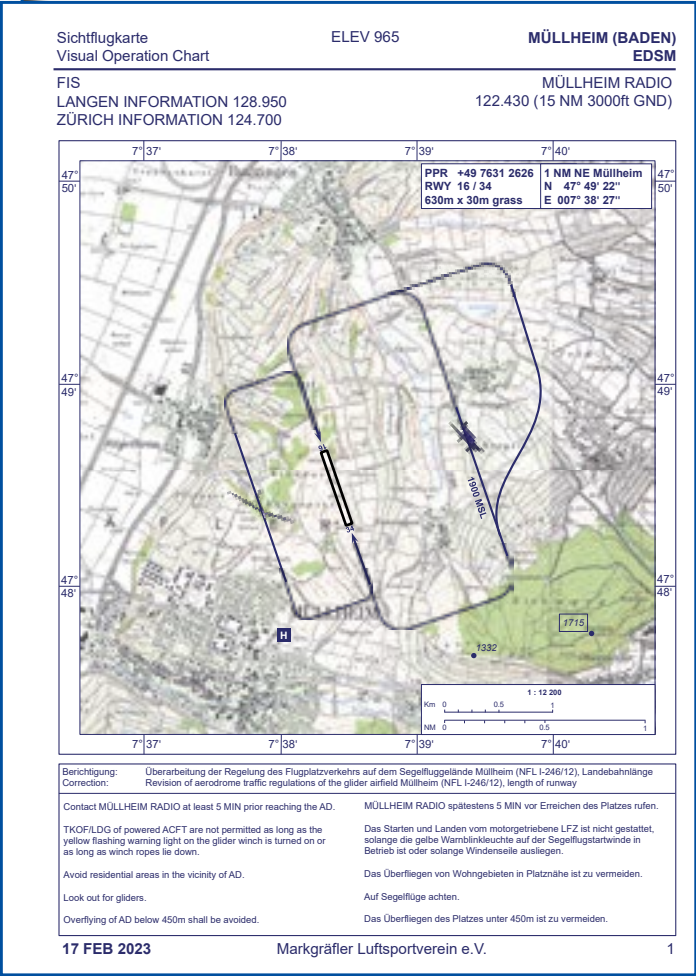 Sichtflugkarte
Visual Operation Chart
ELEV 965
MÜLLHEIM (BADEN)
EDSM
FIS
LANGEN INFORMATION 128.950
ZÜRICH INFORMATION 124.700
MÜLLHEIM RADIO
122.430 (15 NM 3000ft GND)
7° 37' 7° 38' 7° 39' 7° 40'
47° 50' 47° 50'
PPR +49 7631 2626
RWY 16 / 34
630m x 30m grass
1 NM NE Müllheim
N 47° 49' 22"
E 007° 38' 27"
47° 49' 47° 49'
16
34
1900 MSL
47° 48' 47° 48'
H
1715
1332
1 : 12 200
Km 0 0.5 1
NM 0 0.5 1
7° 37' 7° 38' 7° 39' 7° 40'
Berichtigung: Überarbeitung der Regelung des Flugplatzverkehrs auf dem Segelfluggelände Müllheim (NFL I-246/12), Landebahnlänge
Correction: Revision of aerodrome traffic regulations of the glider airfield Müllheim (NFL I-246/12), length of runway
Contact MÜLLHEIM RADIO at least 5 MIN prior reaching the AD.
TKOF/LDG of powered ACFT are not permitted as long as the
yellow flashing warning light on the glider winch is turned on or
as long as winch ropes lie down.
Avoid residential areas in the vicinity of AD.
Look out for gliders.
Overflying of AD below 450m shall be avoided.
MÜLLHEIM RADIO spätestens 5 MIN vor Erreichen des Platzes rufen.
Das Starten und Landen vom motorgetriebene LFZ is nicht gestattet,
solange die gelbe Warnblinkleuchte auf der Segelflugstartwinde in
Betrieb ist oder solange Windenseile ausliegen.
Das Überfliegen von Wohngebieten in Platznähe ist zu vermeiden.
Auf Segelflüge achten.
Das Überfliegen des Platzes unter 450m ist zu vermeiden.
17 FEB 2023
Markgräfler Luftsportverein e.V.
1